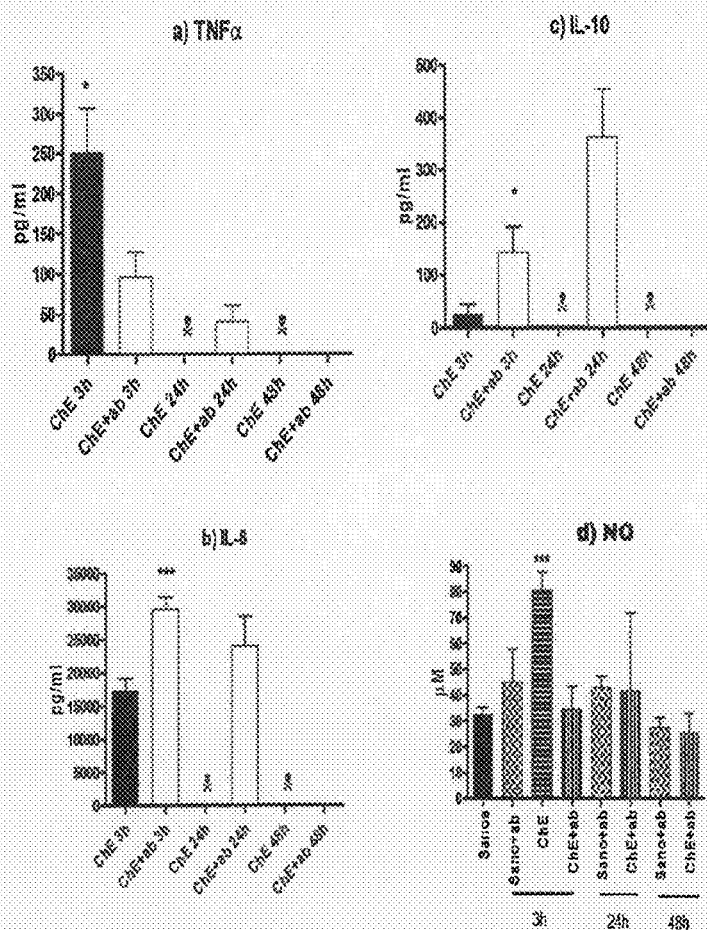 a) TNFα
*
pg/ml
350
300
250
200
150
100
50
0
ChE 3h
ChE+ab 3h
ChE 24h
ChE+ab 24h
ChE 48h
ChE+ab 48h
c) IL-10
*
pg/ml
500
400
300
200
100
0
ChE 3h
ChE+ab 3h
ChE 24h
ChE+ab 24h
ChE 48h
ChE+ab 48h
b) IL-6
***
pg/ml
35000
30000
25000
20000
15000
10000
5000
0
ChE 3h
ChE+ab 3h
ChE 24h
ChE+ab 24h
ChE 48h
ChE+ab 48h
d) NO
***
μM
90
80
70
60
50
40
30
20
10
0
Sanos
Sano+ab
ChE
ChE+ab
Sano+ab
ChE+ab
Sano+ab
ChE+ab
3h
24h
48h